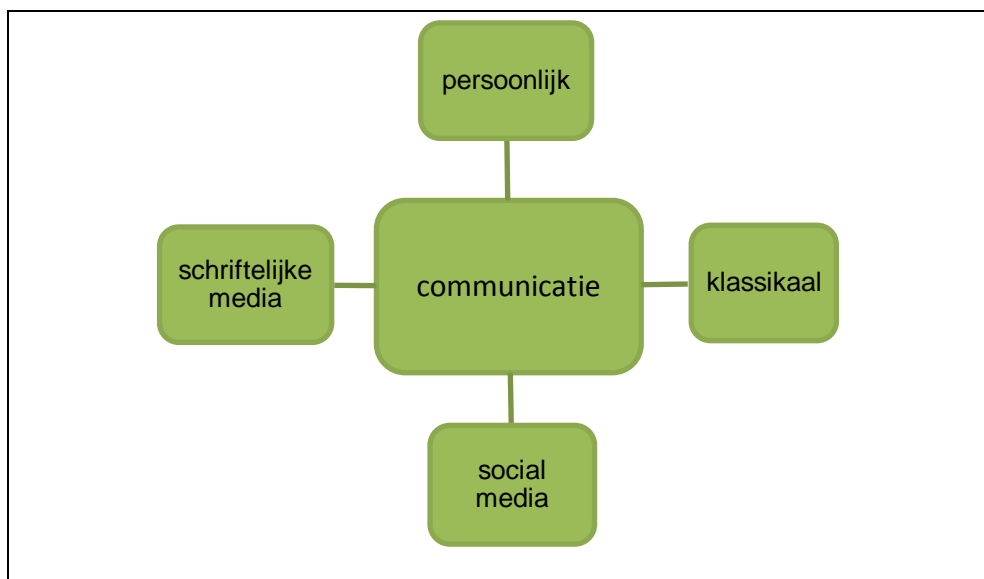 persoonlijk
schriftelijke
media
communicatie
klassikaal
social
media